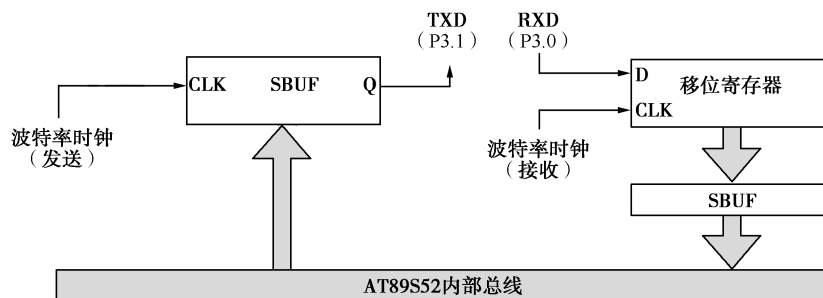 TXD
（P3.1）
RXD
（P3.0）
CLK
SBUF
Q
D
移位寄存器
CLK
波特率时钟
（发送）
波特率时钟
（接收）
SBUF
AT89S52内部总线